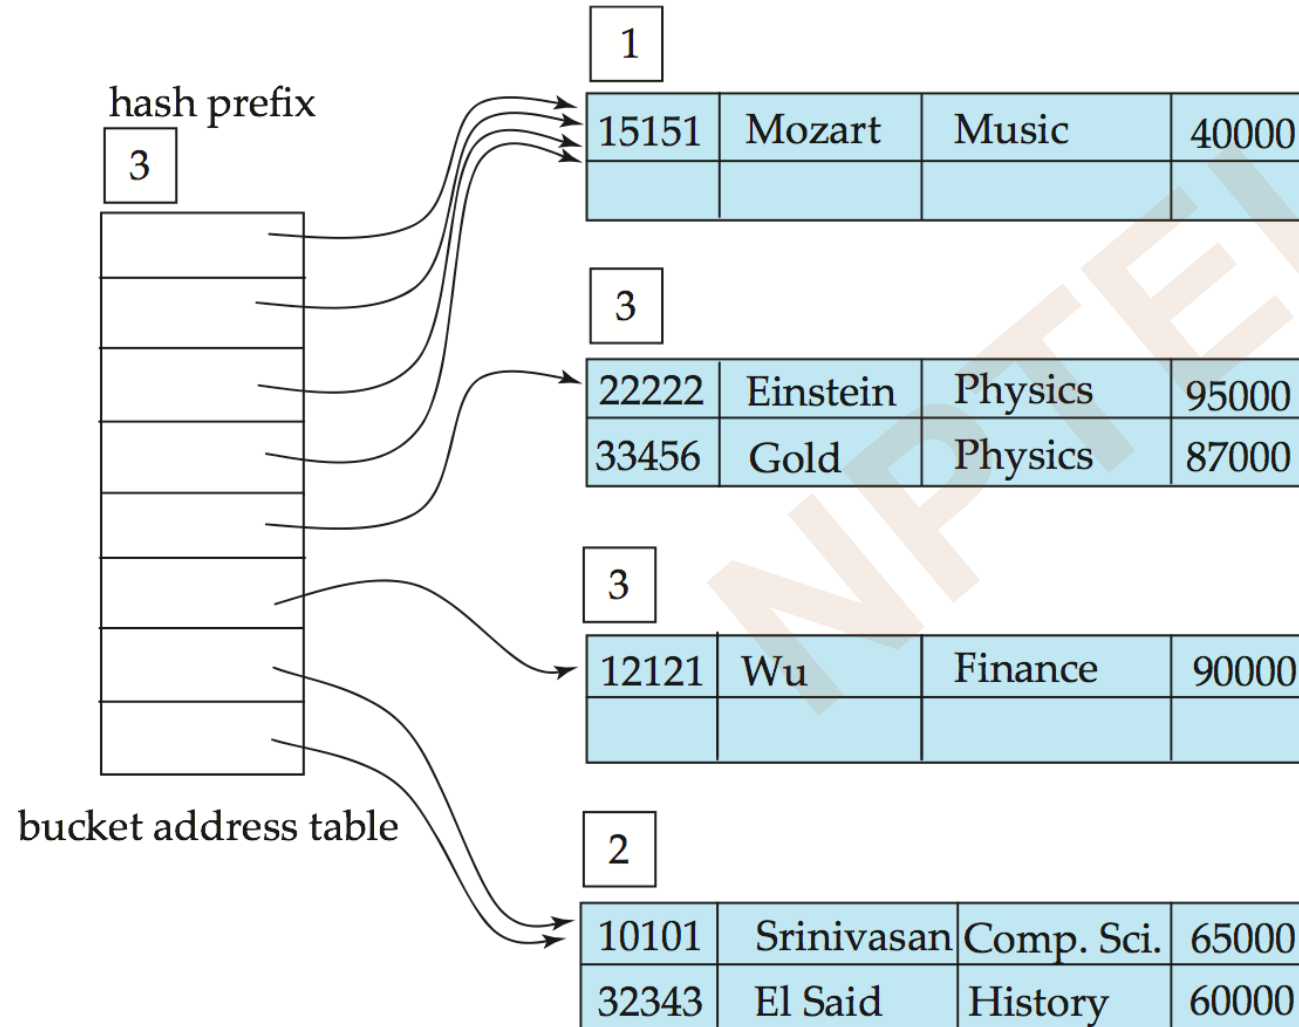 hash prefix
3
bucket address table
1
15151 Mozart Music 40000
3
22222 Einstein Physics 95000
33456 Gold Physics 87000
3
12121 Wu Finance 90000
2
10101 Srinivasan Comp. Sci. 65000
32343 El Said History 60000
NPTEL